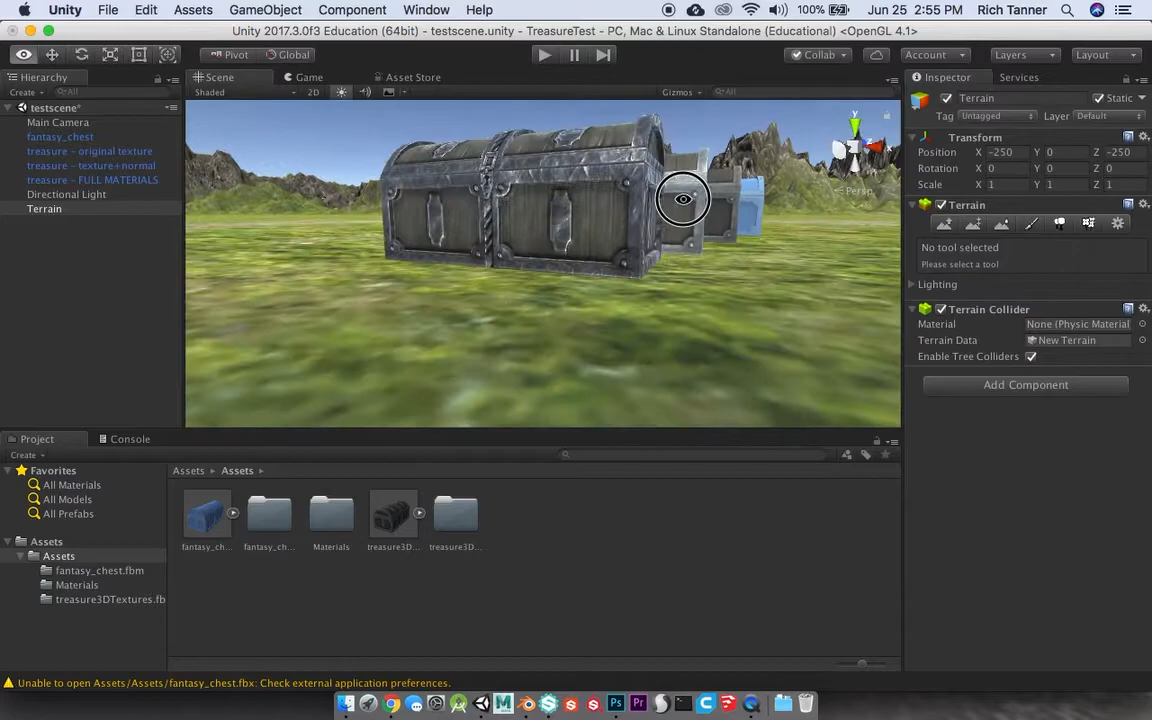 Unity File Edit Assets GameObject Component Window Help 100% Jun 25 2:55 PM Rich Tanner
Unity 2017.3.0f3 Education (64bit) - testscene.unity - TreasureTest - PC, Mac & Linux Standalone (Educational) <OpenGL 4.1>
Pivot Global Collab Account Layers Layout
Hierarchy Scene Game Asset Store Inspector Services
Create All Shaded 2D Gizmos All
testscene*
Main Camera
fantasy_chest
treasure - original texture
treasure - texture+normal
treasure - FULL MATERIALS
Directional Light
Terrain
y
x
Persp
Terrain Static
Tag Untagged Layer Default
Transform
Position X -250 Y 0 Z -250
Rotation X 0 Y 0 Z 0
Scale X 1 Y 1 Z 1
Terrain
No tool selected
Please select a tool
Lighting
Terrain Collider
Material None (Physic Material
Terrain Data New Terrain
Enable Tree Colliders
Add Component
Project Console
Create
Favorites
All Materials
All Models
All Prefabs
Assets
Assets
fantasy_chest.fbm
Materials
treasure3DTextures.fb
Assets Assets
fantasy_ch... fantasy_ch... Materials treasure3D... treasure3D...
Unable to open Assets/Assets/fantasy_chest.fbx: Check external application preferences.